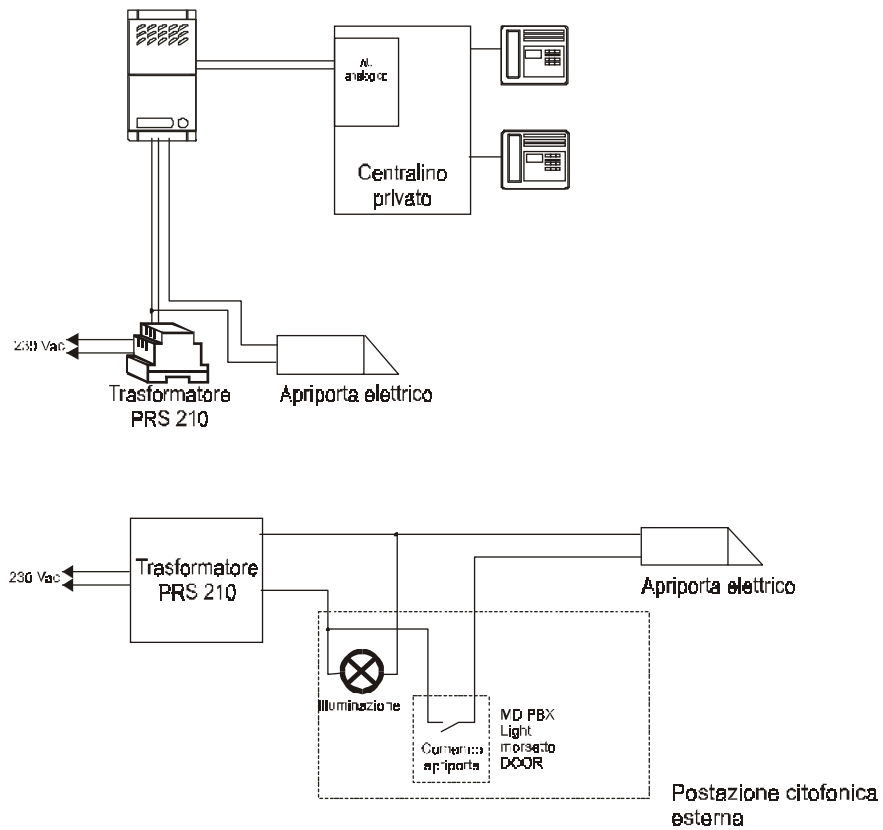 analogico
Centralino
privato
230 Vac
Trasformatore
PRS 210
Apriporta elettrico
230 Vac
Trasformatore
PRS 210
Apriporta elettrico
Illuminazione
MD PBX
Light
morsetto
DOOR
Comando
apriporta
Postazione citofonica
esterna